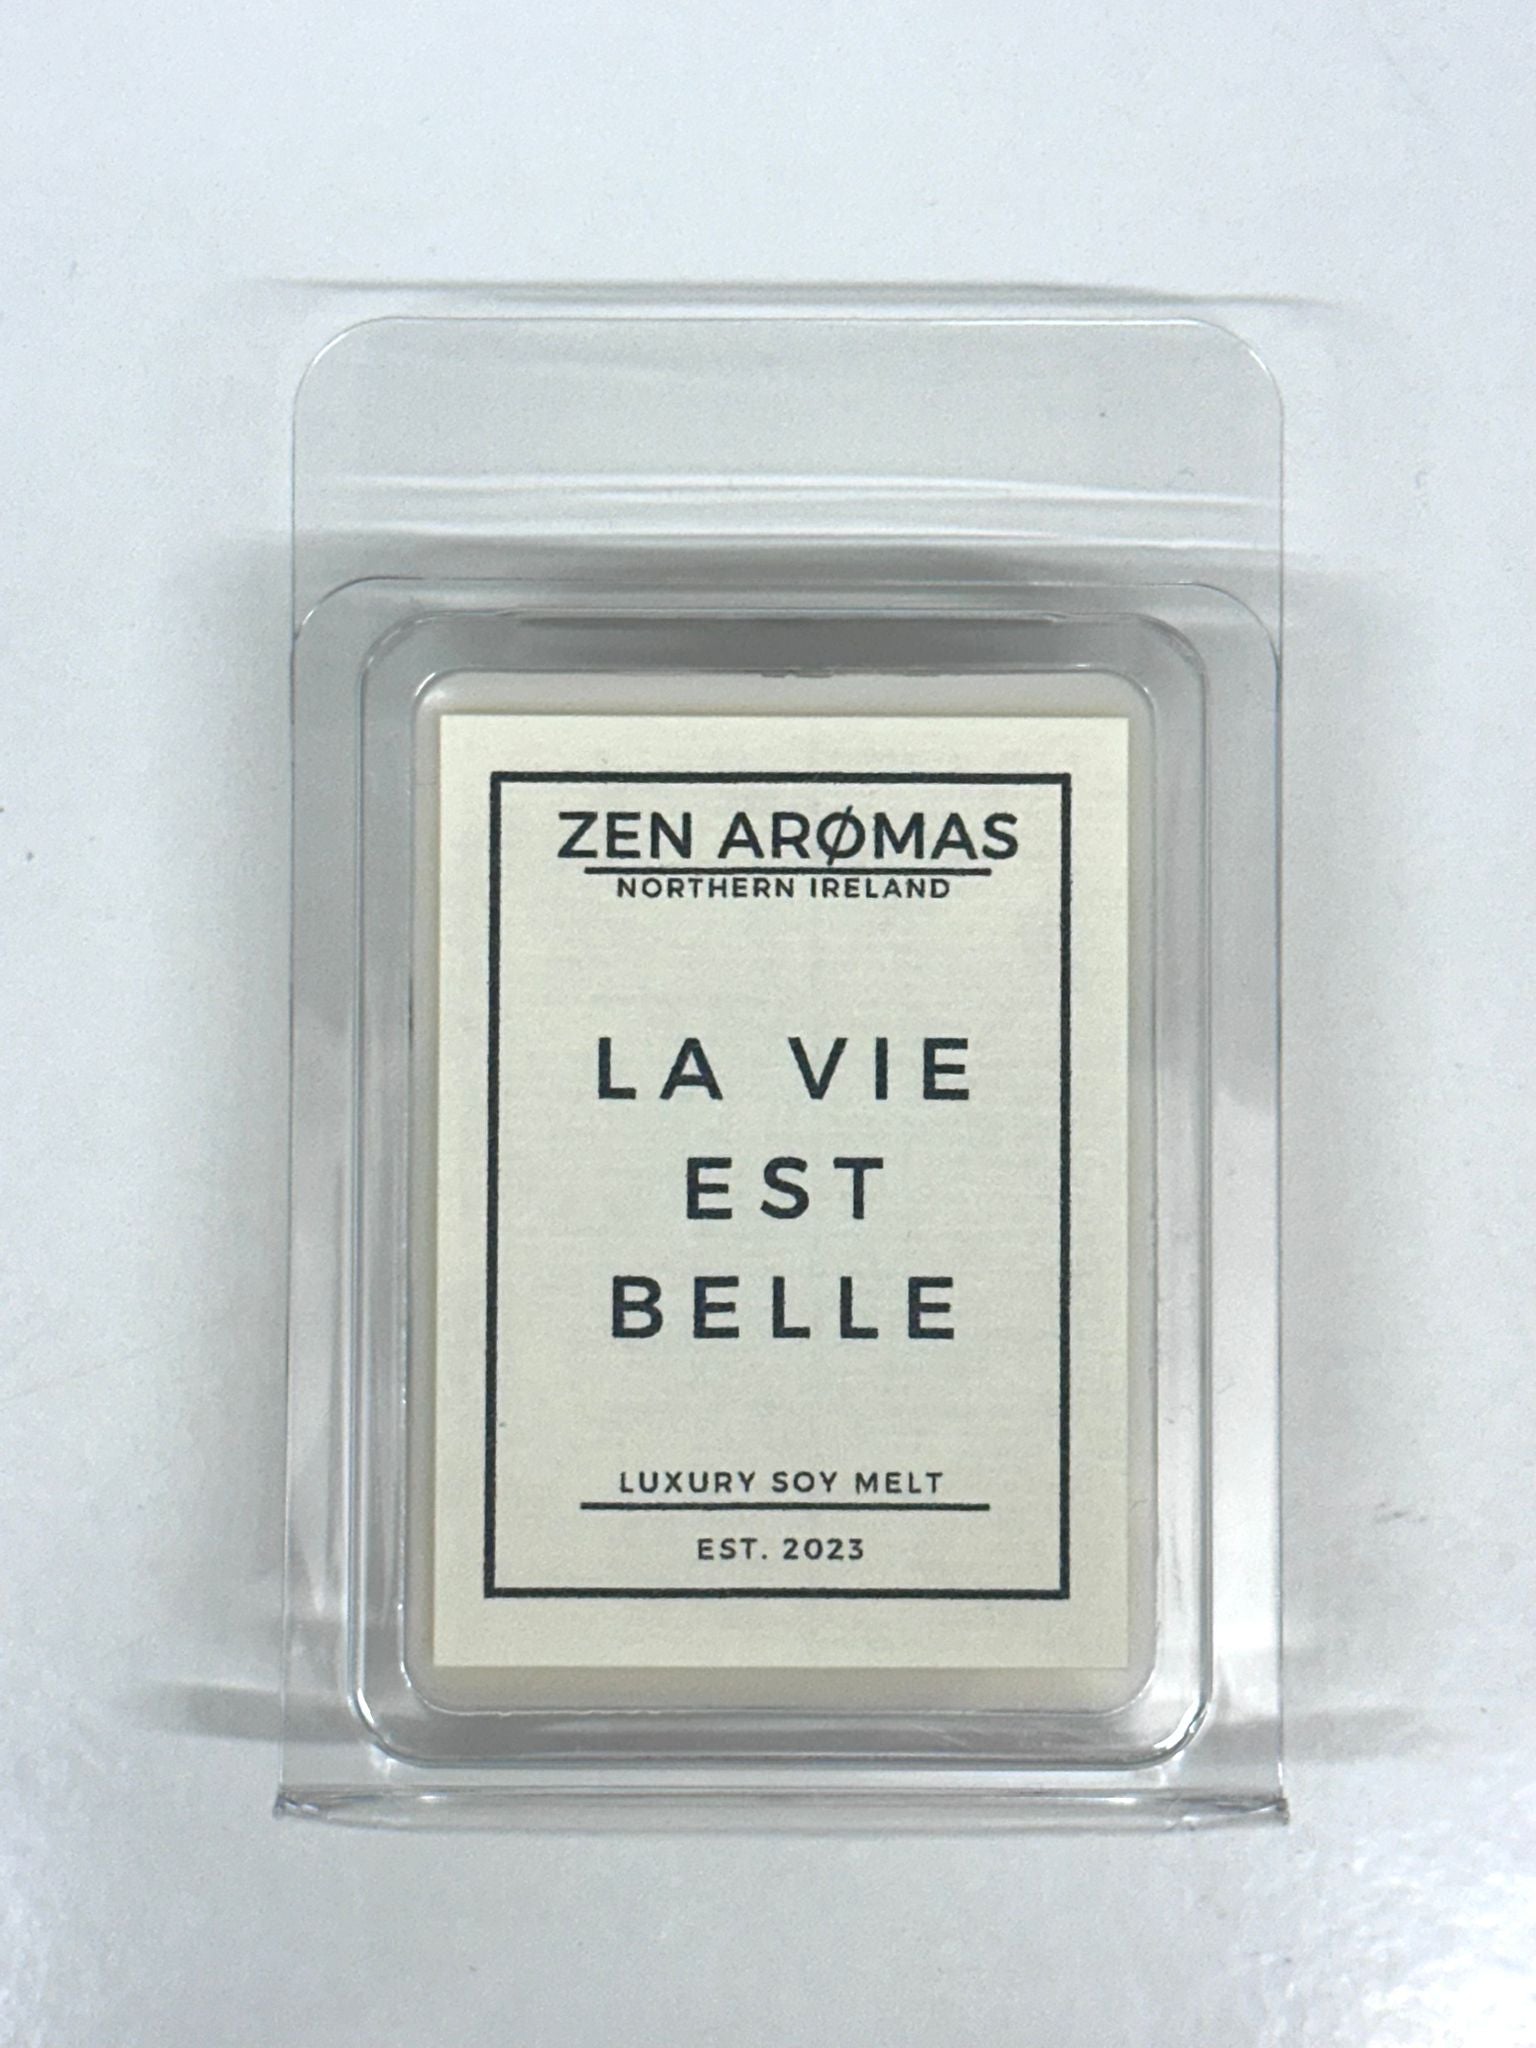 ZEN ARØMAS
NORTHERN IRELAND
LA VIE
EST
BELLE
LUXURY SOY MELT
EST. 2023